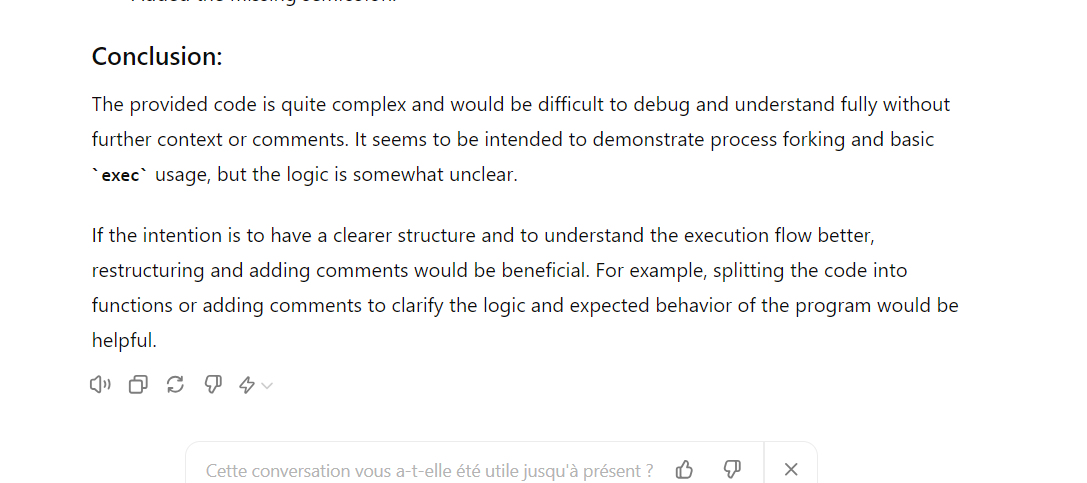 Conclusion:
The provided code is quite complex and would be difficult to debug and understand fully without
further context or comments. It seems to be intended to demonstrate process forking and basic
`exec` usage, but the logic is somewhat unclear.
If the intention is to have a clearer structure and to understand the execution flow better,
restructuring and adding comments would be beneficial. For example, splitting the code into
functions or adding comments to clarify the logic and expected behavior of the program would be
helpful.
Cette conversation vous a-t-elle été utile jusqu'à présent ?